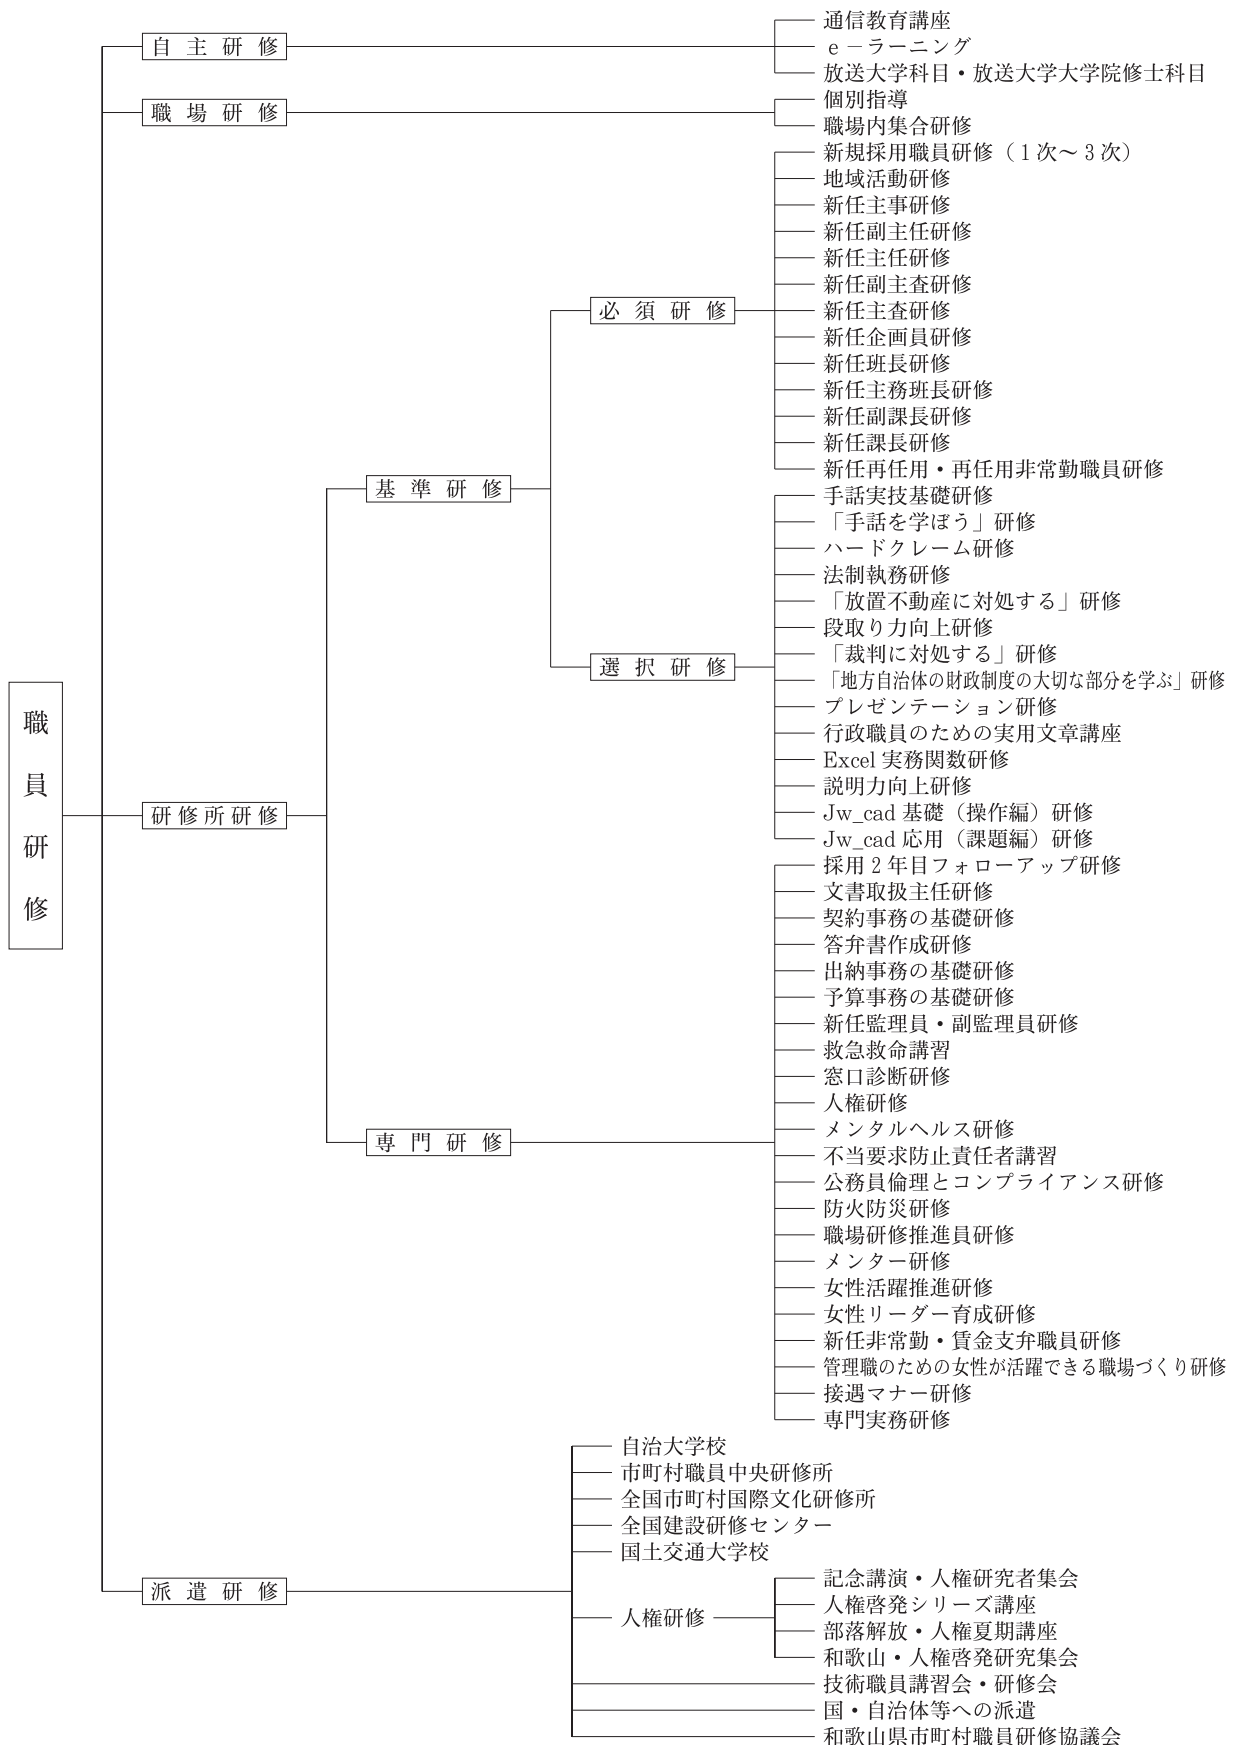 職員研修
自主研修
通信教育講座
e－ラーニング
放送大学科目・放送大学大学院修士科目
職場研修
個別指導
職場内集合研修
研修所研修
基準研修
必須研修
新規採用職員研修（1次～3次）
地域活動研修
新任主事研修
新任副主任研修
新任主任研修
新任副主査研修
新任主査研修
新任企画員研修
新任班長研修
新任主務班長研修
新任副課長研修
新任課長研修
新任再任用・再任用非常勤職員研修
選択研修
手話実技基礎研修
「手話を学ぼう」研修
ハードクレーム研修
法制執務研修
「放置不動産に対処する」研修
段取り力向上研修
「裁判に対処する」研修
「地方自治体の財政制度の大切な部分を学ぶ」研修
プレゼンテーション研修
行政職員のための実用文章講座
Excel 実務関数研修
説明力向上研修
Jw_cad 基礎（操作編）研修
Jw_cad 応用（課題編）研修
専門研修
採用2年目フォローアップ研修
文書取扱主任研修
契約事務の基礎研修
答弁書作成研修
出納事務の基礎研修
予算事務の基礎研修
新任監理員・副監理員研修
救急救命講習
窓口診断研修
人権研修
メンタルヘルス研修
不当要求防止責任者講習
公務員倫理とコンプライアンス研修
防火防災研修
職場研修推進員研修
メンター研修
女性活躍推進研修
女性リーダー育成研修
新任非常勤・賃金支弁職員研修
管理職のための女性が活躍できる職場づくり研修
接遇マナー研修
専門実務研修
派遣研修
自治大学校
市町村職員中央研修所
全国市町村国際文化研修所
全国建設研修センター
国土交通大学校
人権研修
記念講演・人権研究者集会
人権啓発シリーズ講座
部落解放・人権夏期講座
和歌山・人権啓発研究集会
技術職員講習会・研修会
国・自治体等への派遣
和歌山県市町村職員研修協議会